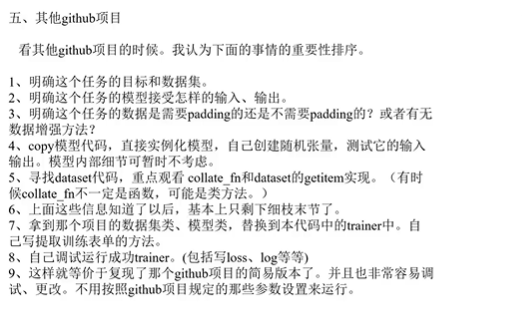 五、其他github项目
看其他github项目的时候。我认为下面的事情的重要性排序。
1、明确这个任务的目标和数据集。
2、明确这个任务的模型接受怎样的输入、输出。
3、明确这个任务的数据是需要padding的还是不需要padding的？或者有无
数据增强方法？
4、copy模型代码，直接实例化模型，自己创建随机张量，测试它的输入
输出。模型内部细节可暂时不考虑。
5、寻找dataset代码，重点观看 collate_fn和dataset的getitem实现。（有时
候collate_fn不一定是函数，可能是类方法。）
6、上面这些信息知道了以后，基本上只剩下细枝末节了。
7、拿到那个项目的数据集类、模型类，替换到本代码中的trainer中。自
己写提取训练表单的方法。
8、自己调试运行成功trainer。(包括写loss、log等等)
9、这样就等价于复现了那个github项目的简易版本了。并且也非常容易调
试、更改。不用按照github项目规定的那些参数设置来运行。